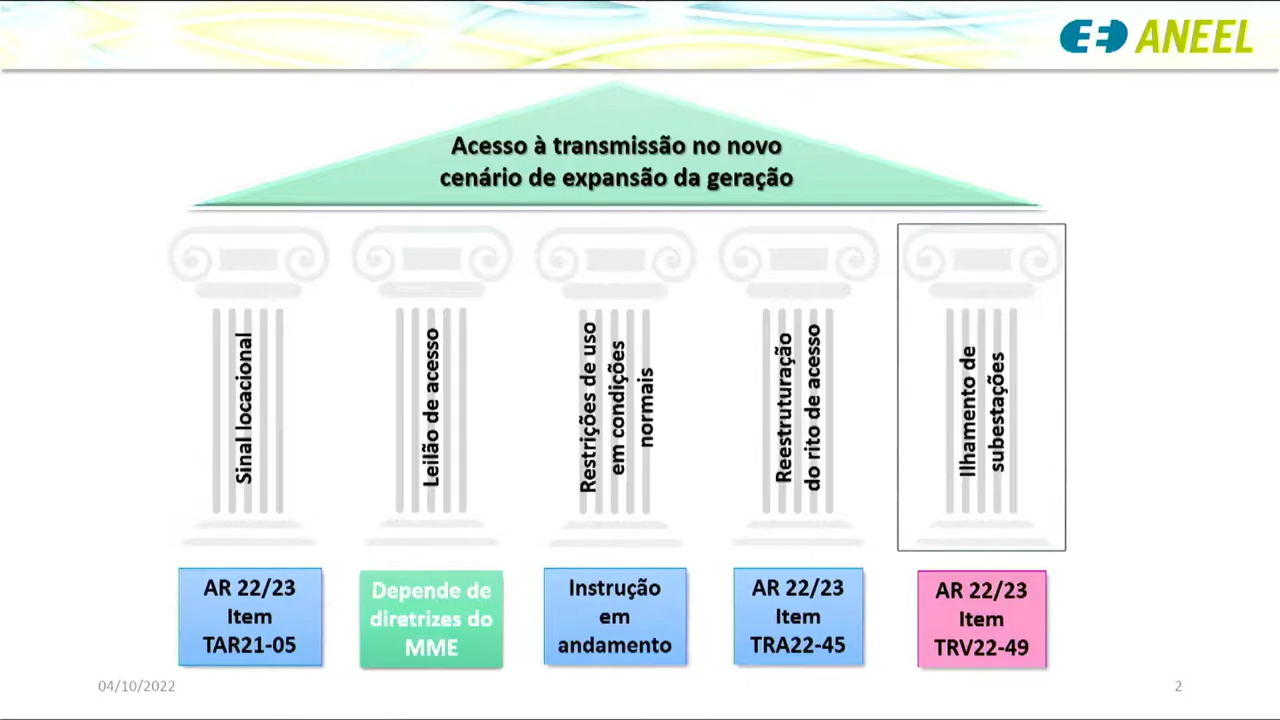 ANEEL
Acesso à transmissão no novo
cenário de expansão da geração
Sinal locacional
Leilão de acesso
Restrições de uso
em condições
normais
Reestruturação
do rito de acesso
Ilhamento de
subestações
AR 22/23
Item
TAR21-05
Depende de
diretrizes do
MME
Instrução
em
andamento
AR 22/23
Item
TRA22-45
AR 22/23
Item
TRV22-49
04/10/2022
2